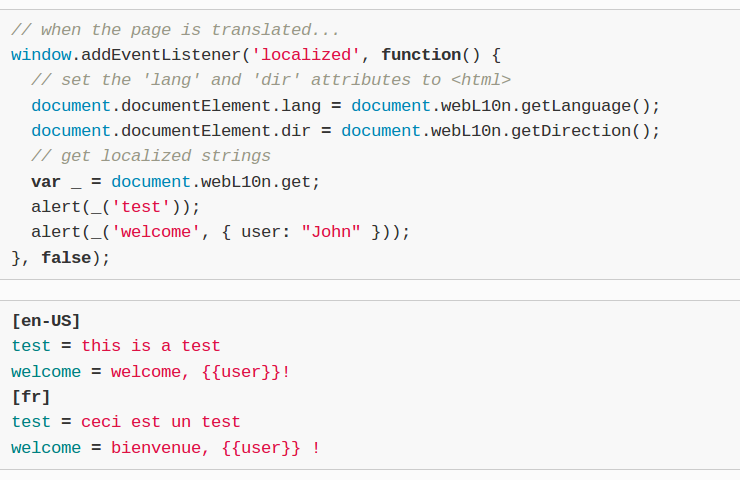 // when the page is translated...
window.addEventListener('localized', function() {
  // set the 'lang' and 'dir' attributes to <html>
  document.documentElement.lang = document.webL10n.getLanguage();
  document.documentElement.dir = document.webL10n.getDirection();
  // get localized strings
  var _ = document.webL10n.get;
  alert(_('test'));
  alert(_('welcome', { user: "John" }));
}, false);
[en-US]
test = this is a test
welcome = welcome, {{user}}!
[fr]
test = ceci est un test
welcome = bienvenue, {{user}} !